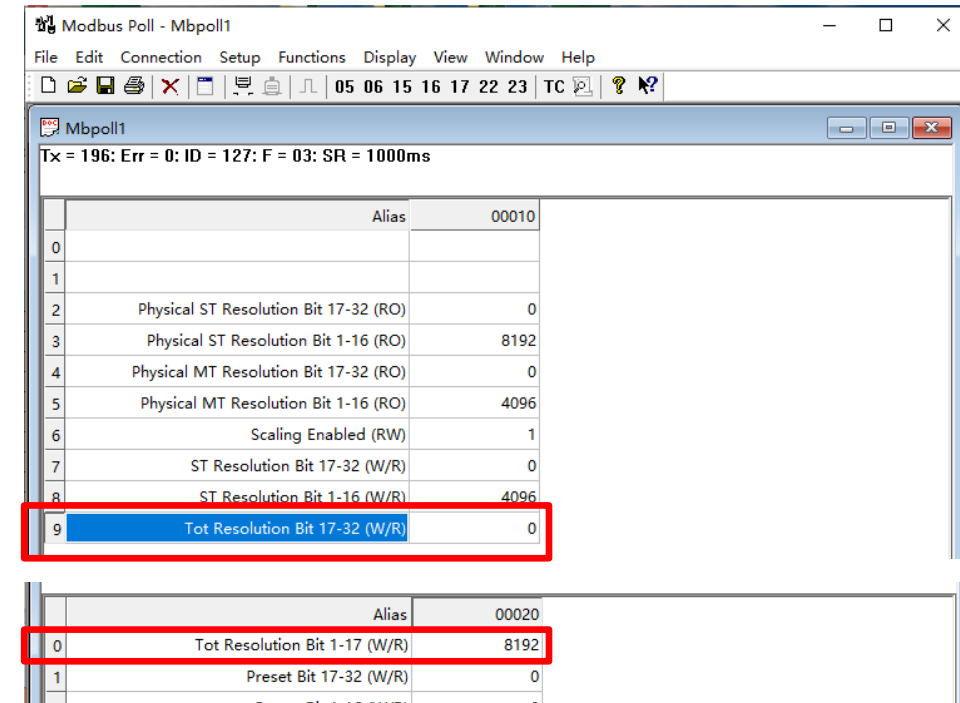 Modbus Poll - Mbpoll1
File Edit Connection Setup Functions Display View Window Help
05 06 15 16 17 22 23 TC
Mbpoll1
Tx = 196: Err = 0: ID = 127: F = 03: SR = 1000ms
Alias 00010
0
1
2 Physical ST Resolution Bit 17-32 (RO) 0
3 Physical ST Resolution Bit 1-16 (RO) 8192
4 Physical MT Resolution Bit 17-32 (RO) 0
5 Physical MT Resolution Bit 1-16 (RO) 4096
6 Scaling Enabled (RW) 1
7 ST Resolution Bit 17-32 (W/R) 0
8 ST Resolution Bit 1-16 (W/R) 4096
9 Tot Resolution Bit 17-32 (W/R) 0
Alias 00020
0 Tot Resolution Bit 1-17 (W/R) 8192
1 Preset Bit 17-32 (W/R) 0